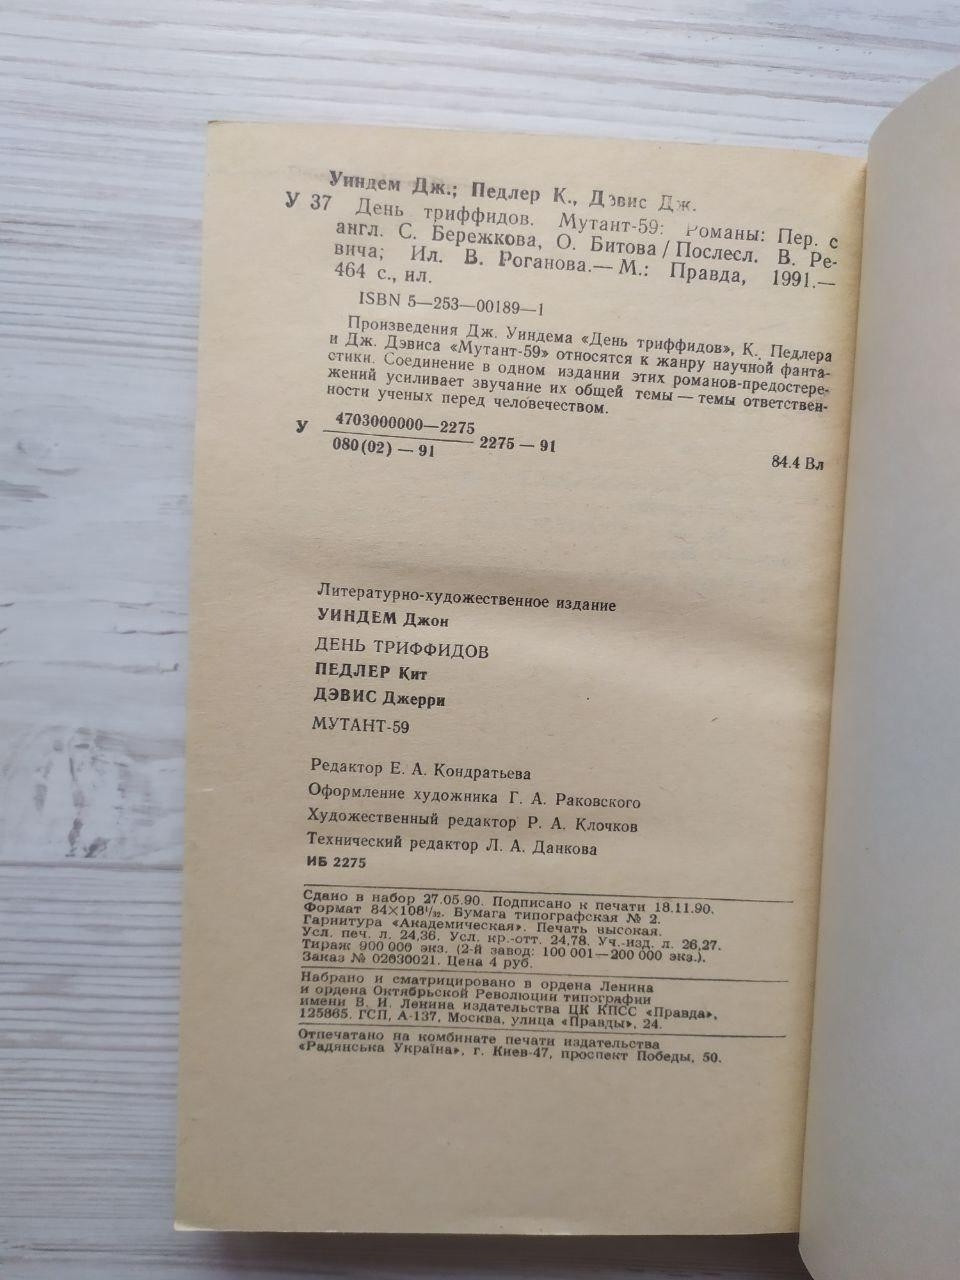 Уиндем Дж.; Педлер К., Дэвис Дж.
У 37 День триффидов. Мутант-59: Романы: Пер. с
англ. С. Бережкова, О. Битова / Послесл. В. Ре-
вича; Ил. В. Роганова.— М.: Правда, 1991.—
464 с., ил.
ISBN 5—253—00189—1
Произведения Дж. Уиндема «День триффидов», К. Педлера
и Дж. Дэвиса «Мутант-59» относятся к жанру научной фанта-
стики. Соединение в одном издании этих романов-предостере-
жений усиливает звучание их общей темы — темы ответствен-
ности ученых перед человечеством.
У 4703000000—2275
080(02) — 91 2275 — 91
84.4 Вл
Литературно-художественное издание
УИНДЕМ Джон
ДЕНЬ ТРИФФИДОВ
ПЕДЛЕР Кит
ДЭВИС Джерри
МУТАНТ-59
Редактор Е. А. Кондратьева
Оформление художника Г. А. Раковского
Художественный редактор Р. А. Клочков
Технический редактор Л. А. Данкова
ИБ 2275
Сдано в набор 27.05.90. Подписано к печати 18.11.90.
Формат 84×108¹/₃₂. Бумага типографская № 2.
Гарнитура «Академическая». Печать высокая.
Усл. печ. л. 24,36. Усл. кр.-отт. 24,78. Уч.-изд. л. 26,27.
Тираж 900 000 экз. (2-й завод: 100 001—200 000 экз.).
Заказ № 02030021. Цена 4 руб.
Набрано и сматрицировано в ордена Ленина
и ордена Октябрьской Революции типографии
имени В. И. Ленина издательства ЦК КПСС «Правда»,
125865. ГСП, А-137, Москва, улица «Правды», 24.
Отпечатано на комбинате печати издательства
«Радянська Україна», г. Киев-47, проспект Победы, 50.